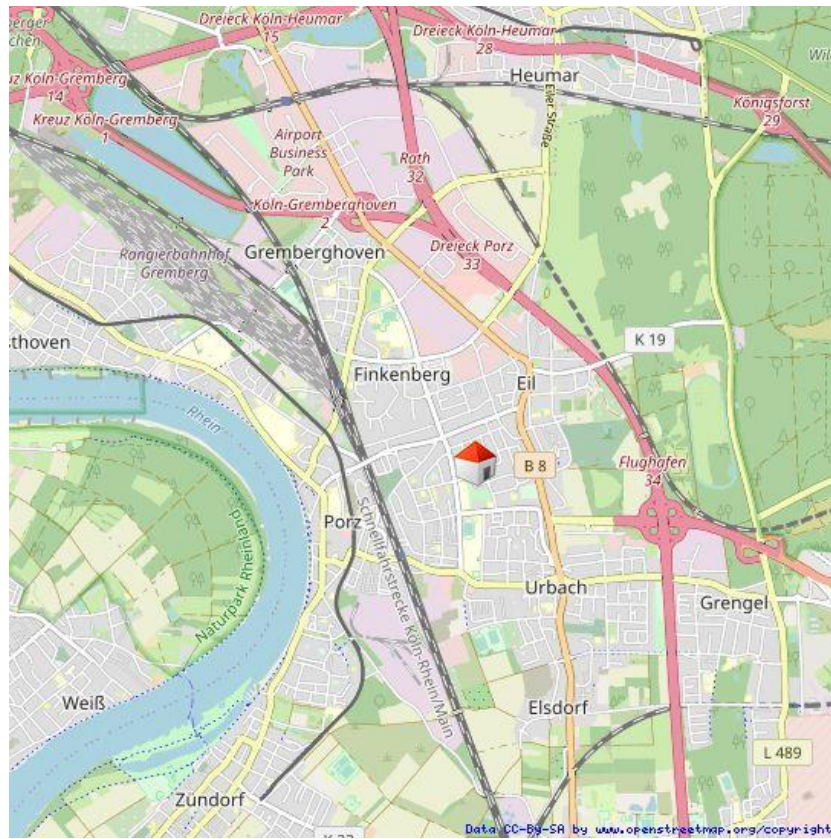 Dreieck Köln-Heumar
15
Dreieck Köln-Heumar
28
Heumar
Kreuz Köln-Gremberg
14
Kreuz Köln-Gremberg
1
Königsforst
29
Eiler Straße
Airport
Business
Park
Rath
32
Köln-Gremberghoven
2
Dreieck Porz
33
Rangierbahnhof
Gremberg
Gremberghoven
sthoven
K 19
Finkenberg
Eil
Rhein
B 8
Flughafen
34
Porz
Schnellfahrstrecke Köln-Rhein/Main
Naturpark Rheinland
Urbach
Grengel
Weiß
Elsdorf
L 489
Zündorf
Data CC-By-SA by www.openstreetmap.org/copyright